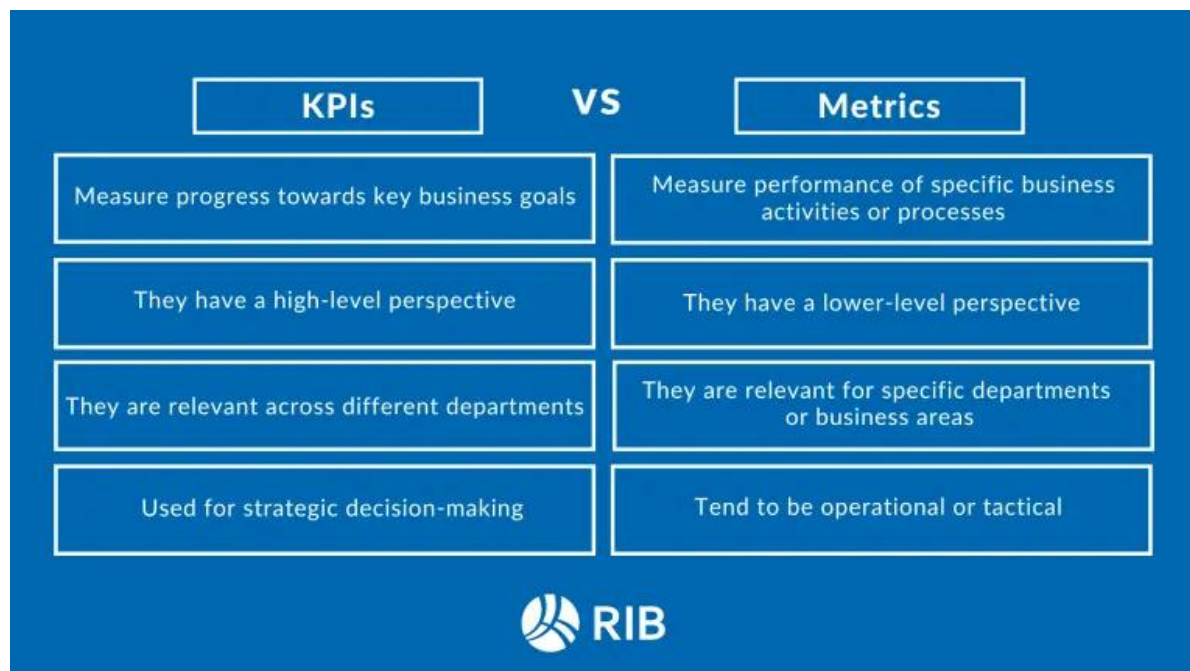 KPIs
vs
Metrics
Measure progress towards key business goals
Measure performance of specific business
activities or processes
They have a high-level perspective
They have a lower-level perspective
They are relevant across different departments
They are relevant for specific departments
or business areas
Used for strategic decision-making
Tend to be operational or tactical
RIB